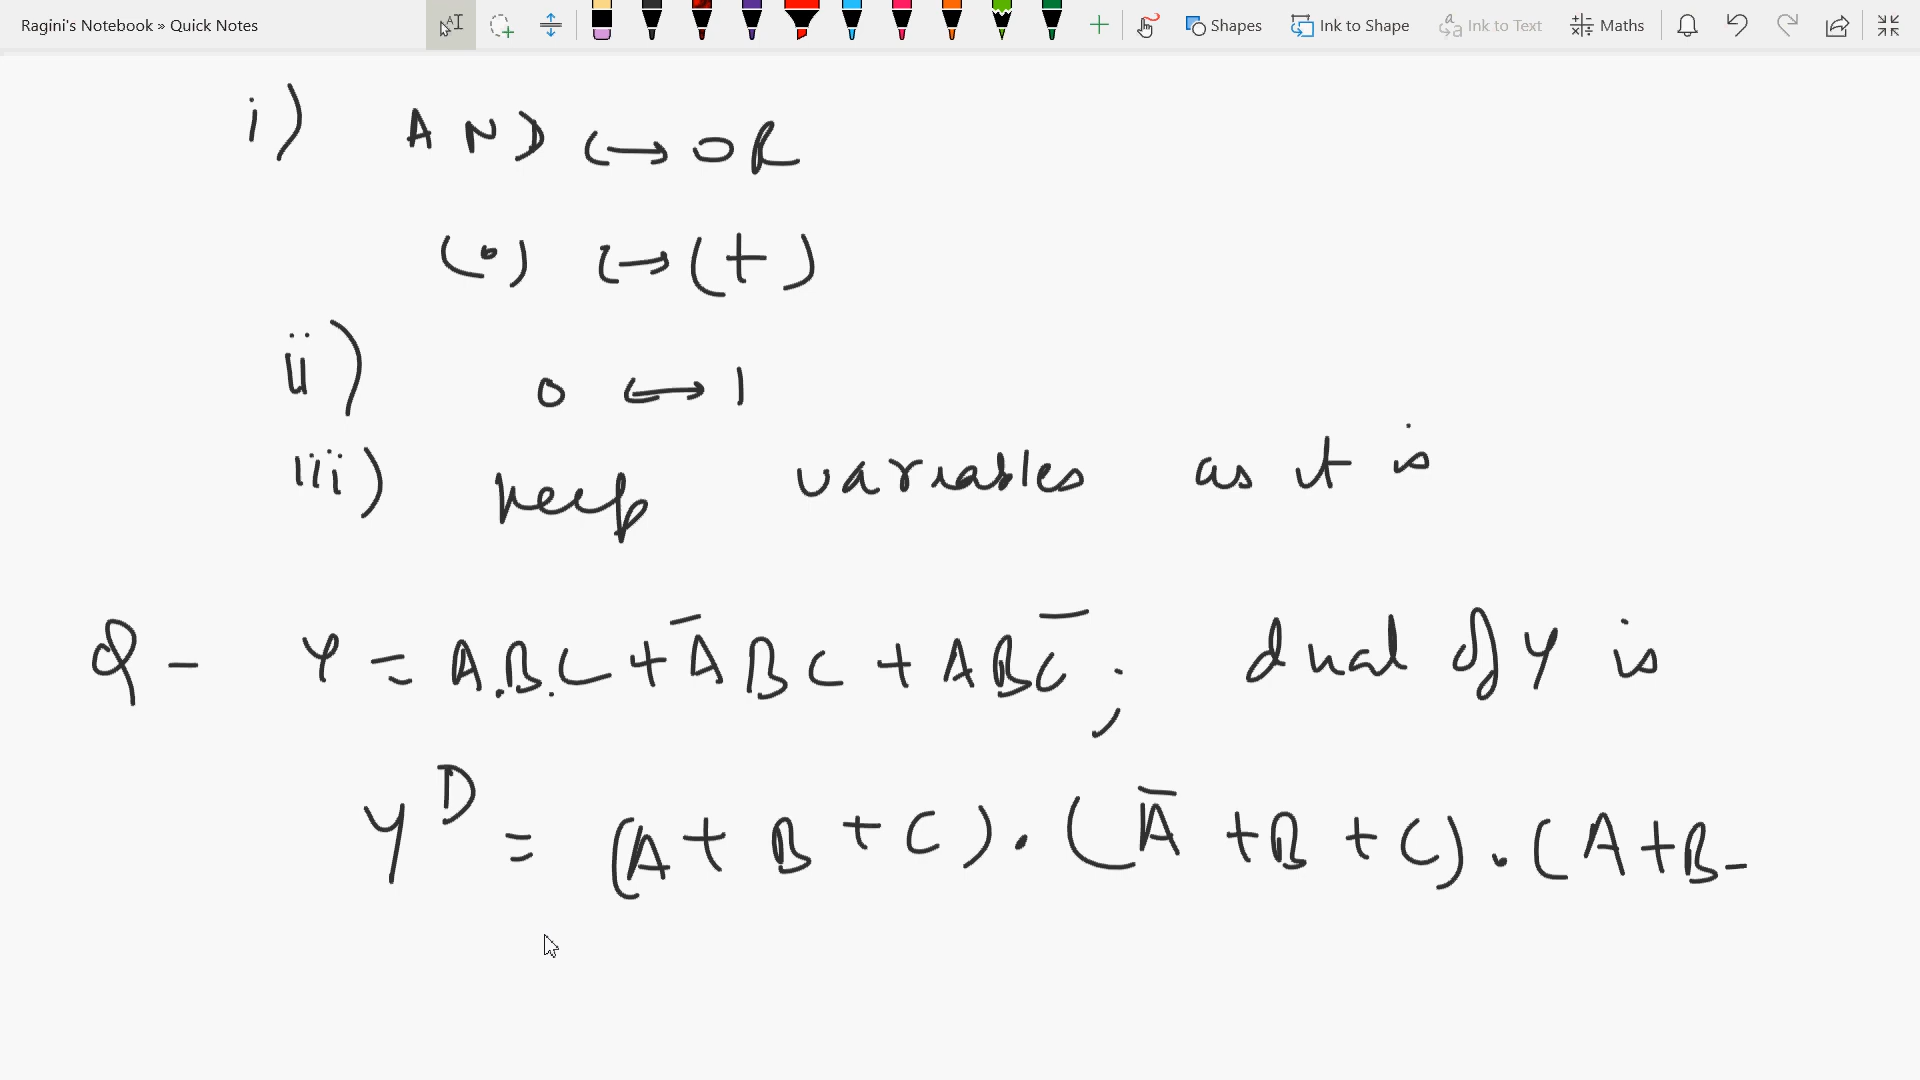 Ragini's Notebook » Quick Notes Shapes Ink to Shape Ink to Text Maths
i) AND ↔ OR
(•) ↔ (+)
ii) 0 ↔ 1
iii) keep variables as it is
Q - Y = A.B.C + A̅BC + ABC̅ ; dual of Y is
Y^D = (A + B + C) . (A̅ + B + C) . (A + B -